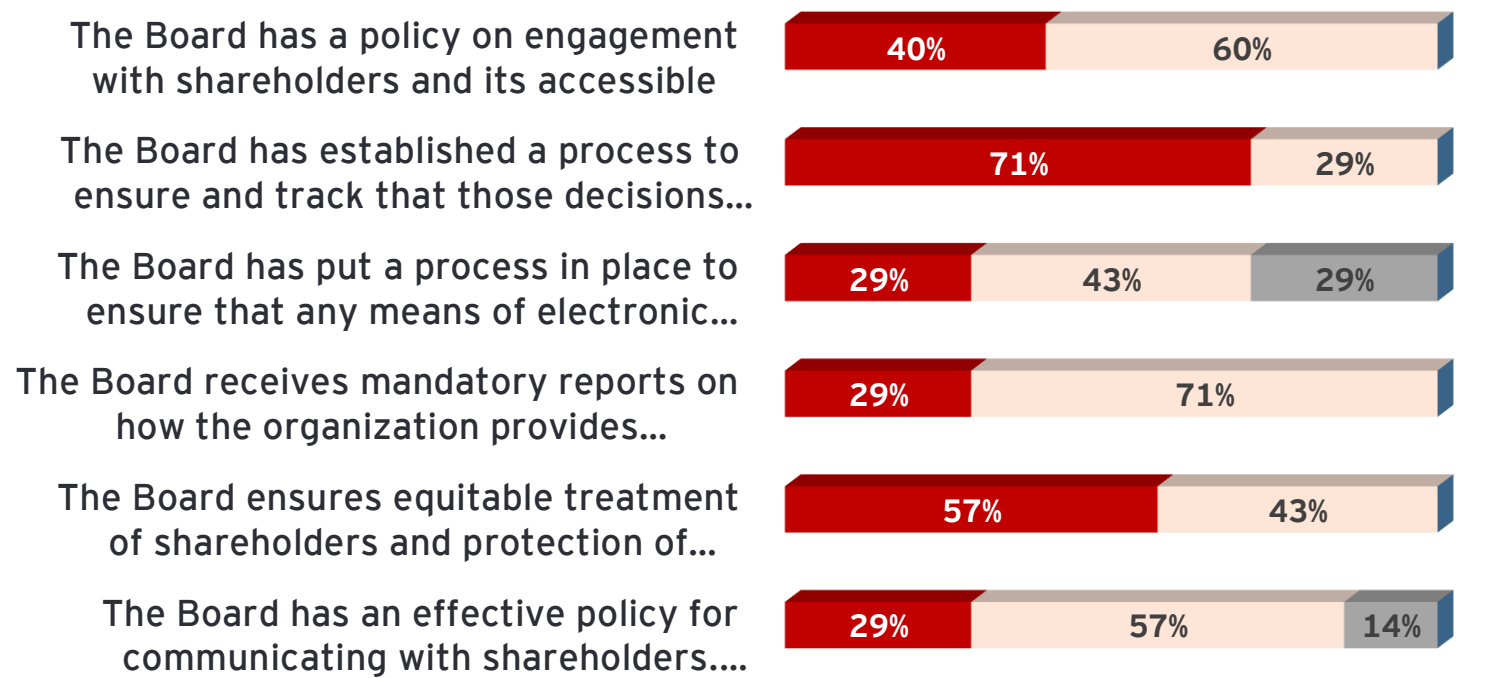 The Board has a policy on engagement
with shareholders and its accessible
40% 60%
The Board has established a process to
ensure and track that those decisions...
71% 29%
The Board has put a process in place to
ensure that any means of electronic...
29% 43% 29%
The Board receives mandatory reports on
how the organization provides...
29% 71%
The Board ensures equitable treatment
of shareholders and protection of...
57% 43%
The Board has an effective policy for
communicating with shareholders....
29% 57% 14%